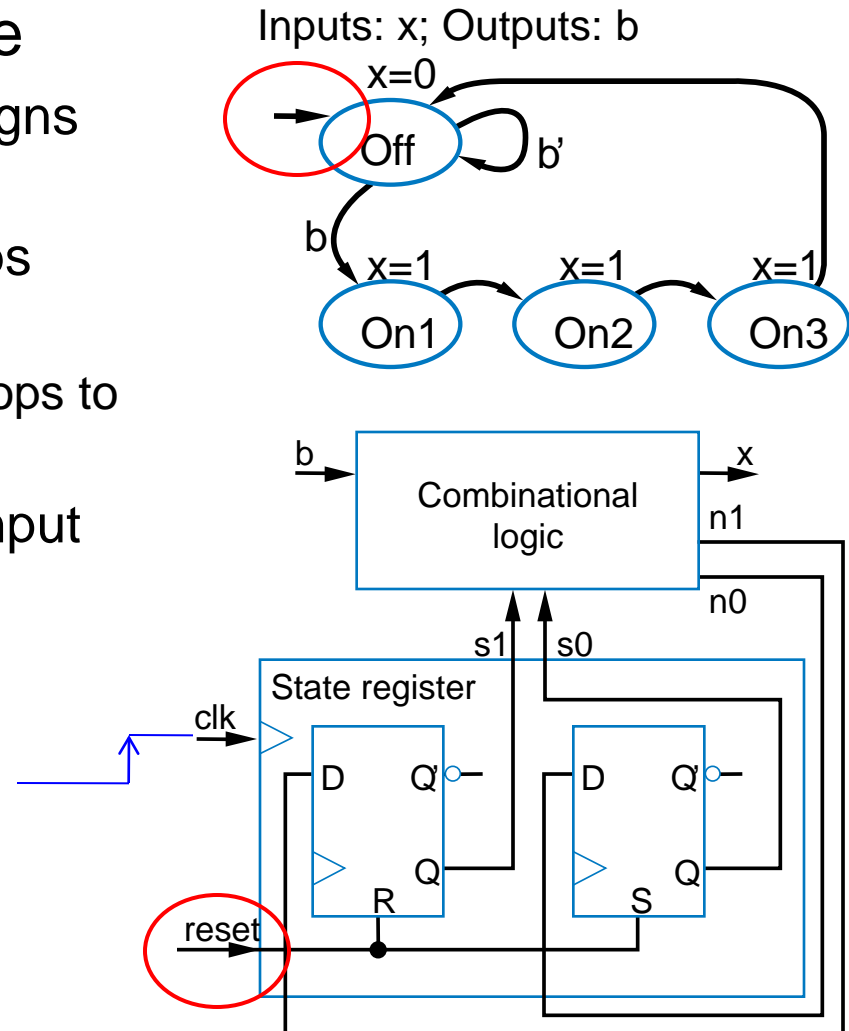 e
Inputs: x; Outputs: b
x=0
gns
Off
b'
b
os
x=1
x=1
x=1
On1
On2
On3
ops to
b
x
Combinational
logic
n1
nput
n0
s1
s0
State register
clk
D
Q'
D
Q'
Q
Q
R
S
reset